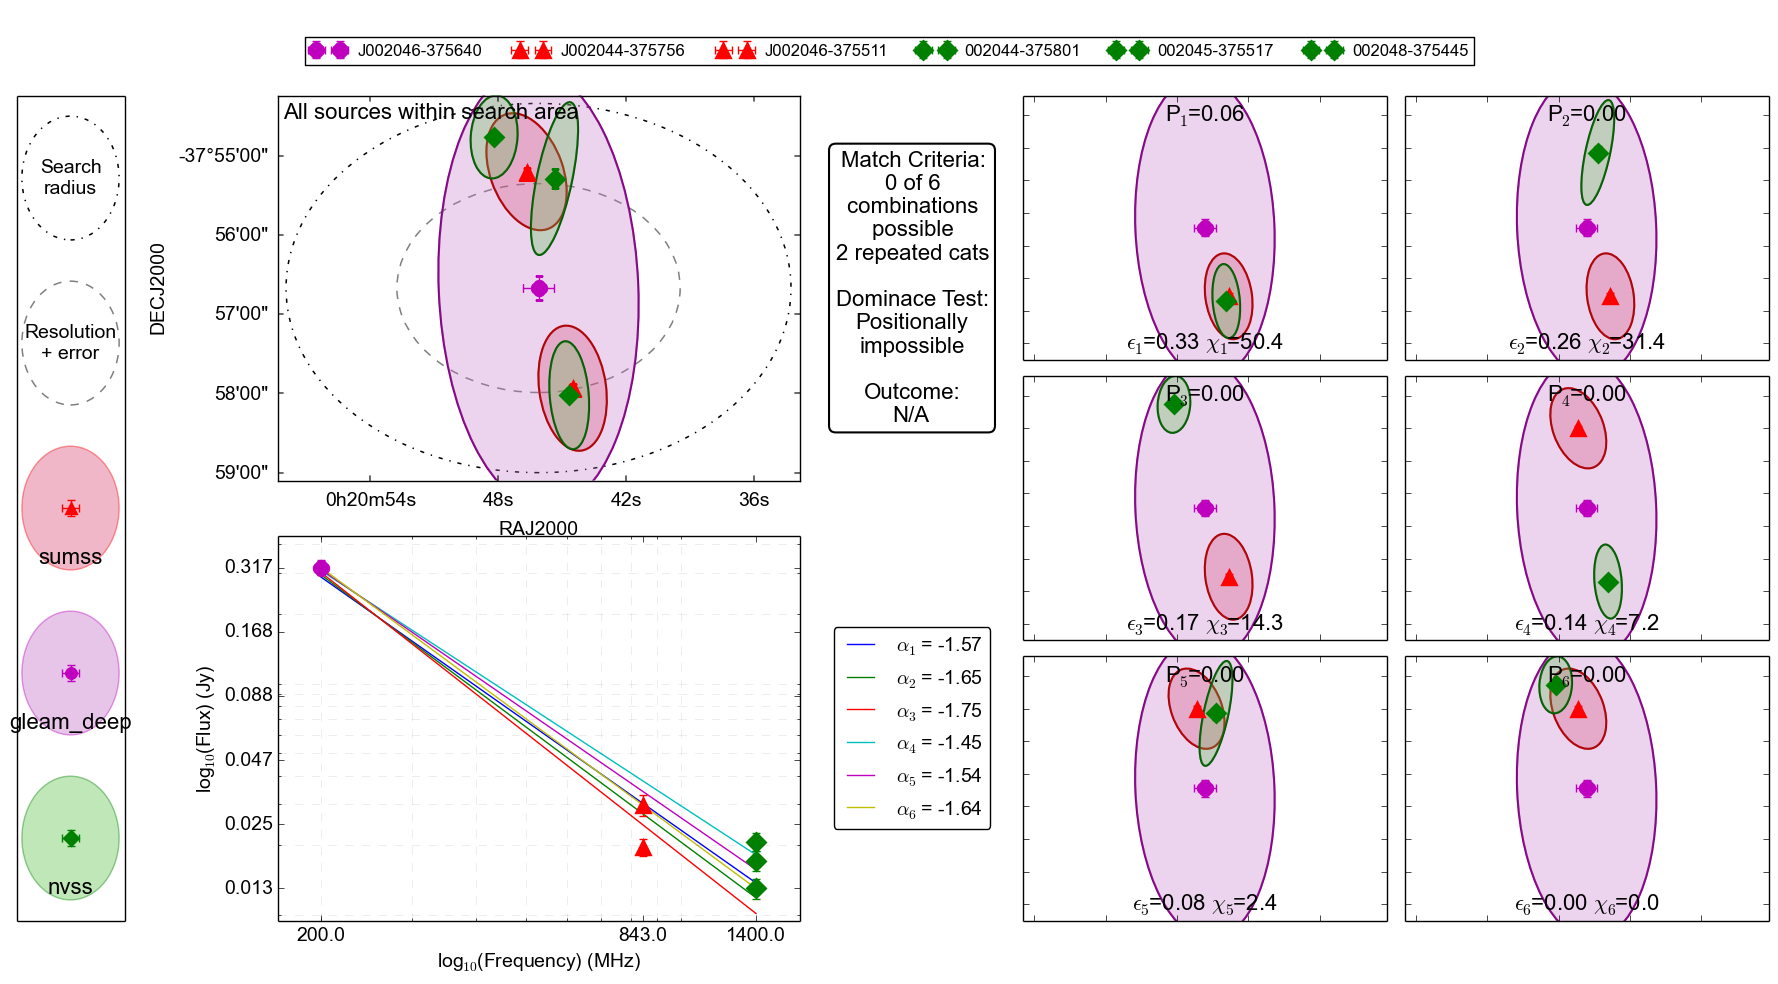 J002046-375640 J002044-375756 J002046-375511 002044-375801 002045-375517 002048-375445
Search
radius
Resolution
+ error
sumss
gleam_deep
nvss
All sources within search area
-37°55'00"
56'00"
57'00"
58'00"
59'00"
DECJ2000
0h20m54s 48s 42s 36s
RAJ2000
Match Criteria:
0 of 6
combinations
possible
2 repeated cats
Dominace Test:
Positionally
impossible
Outcome:
N/A
0.317
0.168
0.088
0.047
0.025
0.013
log10(Flux) (Jy)
200.0 843.0 1400.0
log10(Frequency) (MHz)
α1 = -1.57
α2 = -1.65
α3 = -1.75
α4 = -1.45
α5 = -1.54
α6 = -1.64
P1=0.06
ϵ1=0.33 χ1=50.4
P2=0.00
ϵ2=0.26 χ2=31.4
P3=0.00
ϵ3=0.17 χ3=14.3
P4=0.00
ϵ4=0.14 χ4=7.2
P5=0.00
ϵ5=0.08 χ5=2.4
P6=0.00
ϵ6=0.00 χ6=0.0